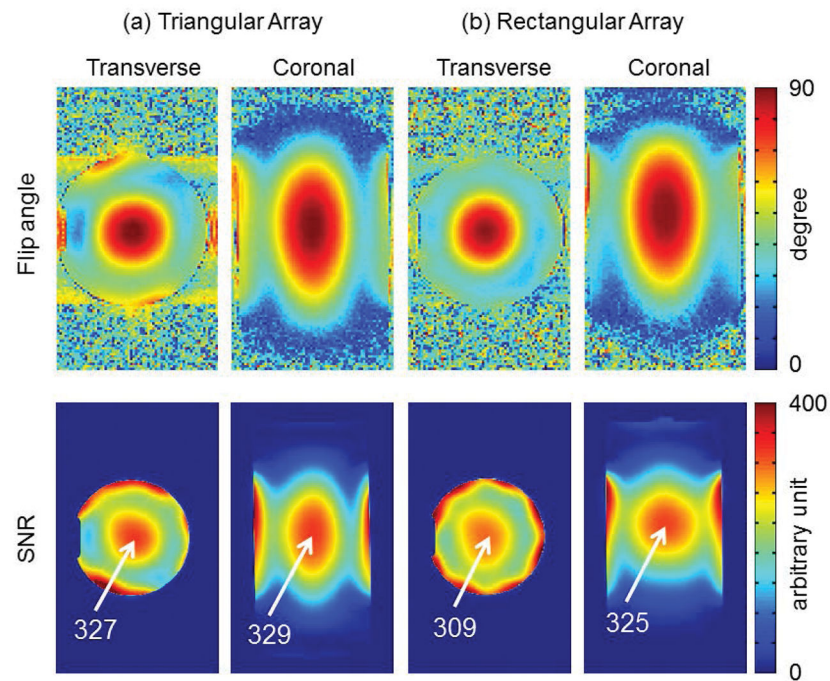 (a) Triangular Array
(b) Rectangular Array
Transverse
Coronal
Transverse
Coronal
Flip angle
90
degree
0
SNR
400
arbitrary unit
0
327
329
309
325